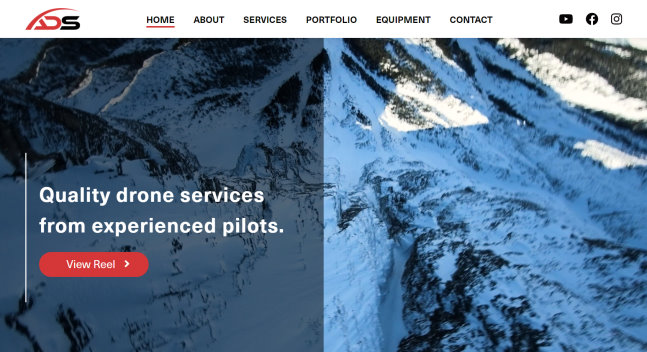 ADS
HOME ABOUT SERVICES PORTFOLIO EQUIPMENT CONTACT
Quality drone services
from experienced pilots.
View Reel